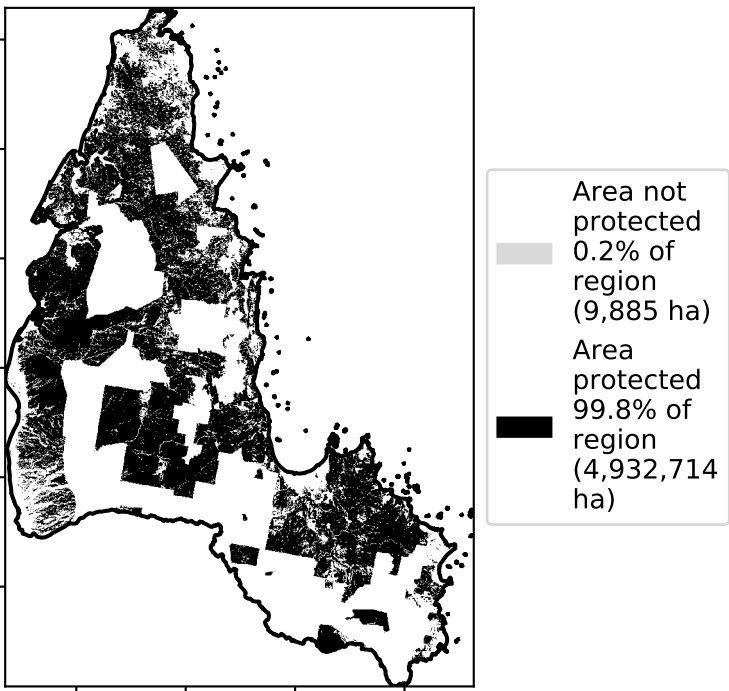 Area not
protected
0.2% of
region
(9,885 ha)
Area
protected
99.8% of
region
(4,932,714
ha)